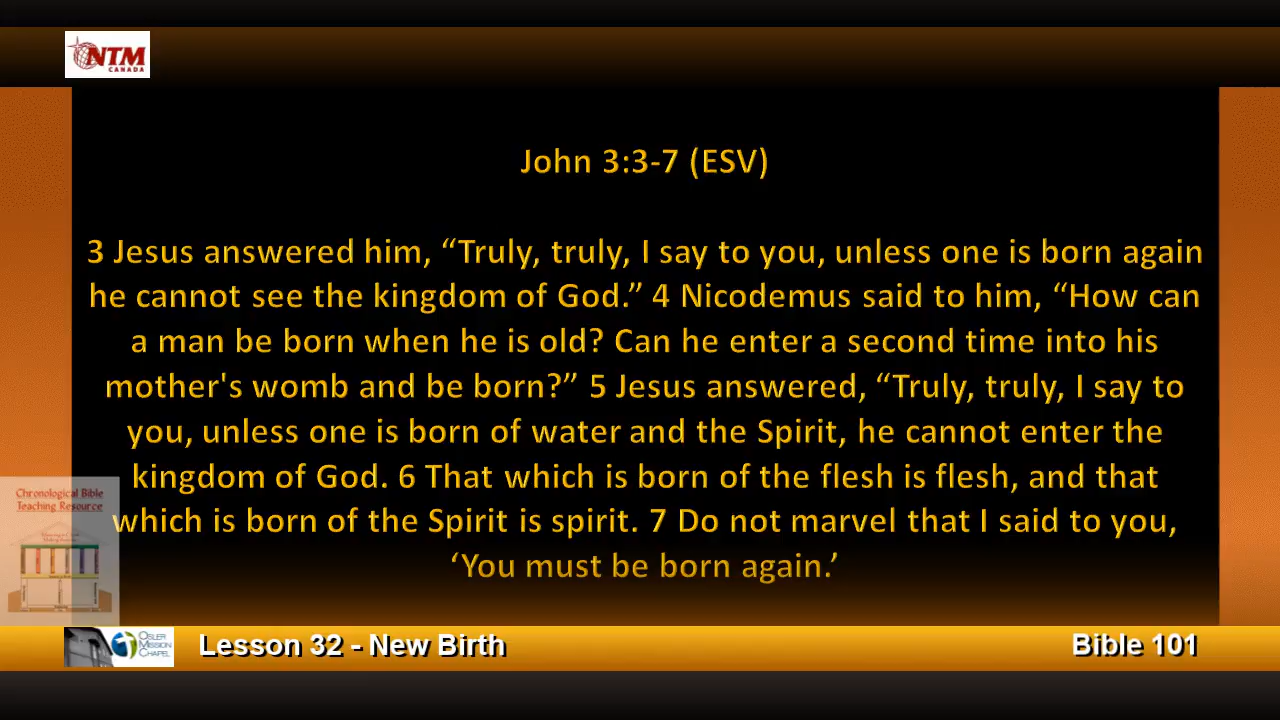 NTM
CANADA
John 3:3-7 (ESV)
3 Jesus answered him, “Truly, truly, I say to you, unless one is born again
he cannot see the kingdom of God.” 4 Nicodemus said to him, “How can
a man be born when he is old? Can he enter a second time into his
mother's womb and be born?” 5 Jesus answered, “Truly, truly, I say to
you, unless one is born of water and the Spirit, he cannot enter the
kingdom of God. 6 That which is born of the flesh is flesh, and that
which is born of the Spirit is spirit. 7 Do not marvel that I said to you,
‘You must be born again.’
Chronological Bible
Teaching Resource
OSLER
MISSION
CHAPEL
Lesson 32 - New Birth
Bible 101